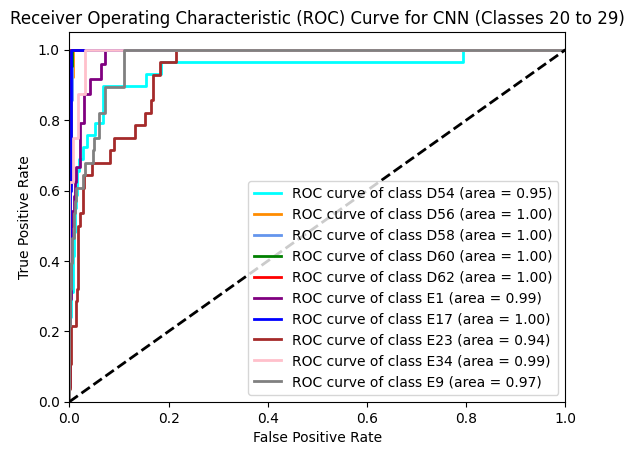 Receiver Operating Characteristic (ROC) Curve for CNN (Classes 20 to 29)
1.0
0.8
0.6
0.4
0.2
0.0
True Positive Rate
ROC curve of class D54 (area = 0.95)
ROC curve of class D56 (area = 1.00)
ROC curve of class D58 (area = 1.00)
ROC curve of class D60 (area = 1.00)
ROC curve of class D62 (area = 1.00)
ROC curve of class E1 (area = 0.99)
ROC curve of class E17 (area = 1.00)
ROC curve of class E23 (area = 0.94)
ROC curve of class E34 (area = 0.99)
ROC curve of class E9 (area = 0.97)
0.0 0.2 0.4 0.6 0.8 1.0
False Positive Rate